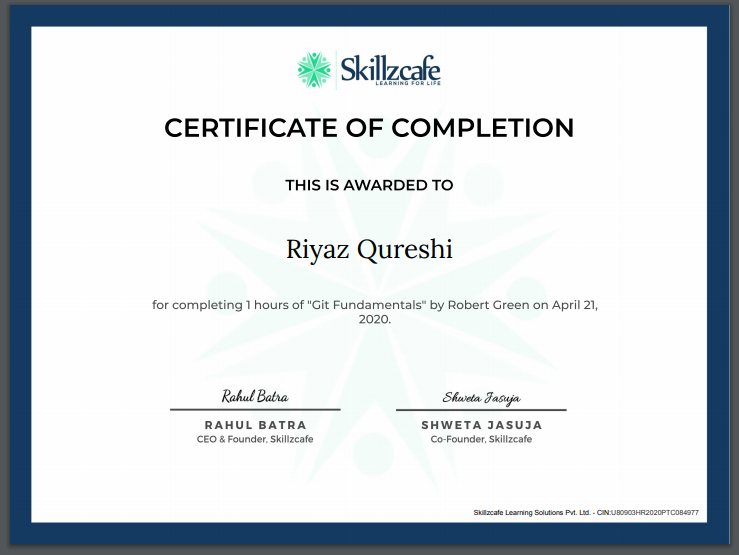 Skillzcafe
LEARNING FOR LIFE
CERTIFICATE OF COMPLETION
THIS IS AWARDED TO
Riyaz Qureshi
for completing 1 hours of "Git Fundamentals" by Robert Green on April 21,
2020.
Rahul Batra
RAHUL BATRA
CEO & Founder, Skillzcafe
Shweta Jasuja
SHWETA JASUJA
Co-Founder, Skillzcafe
Skillzcafe Learning Solutions Pvt. Ltd. - CIN:U80903HR2020PTC084977